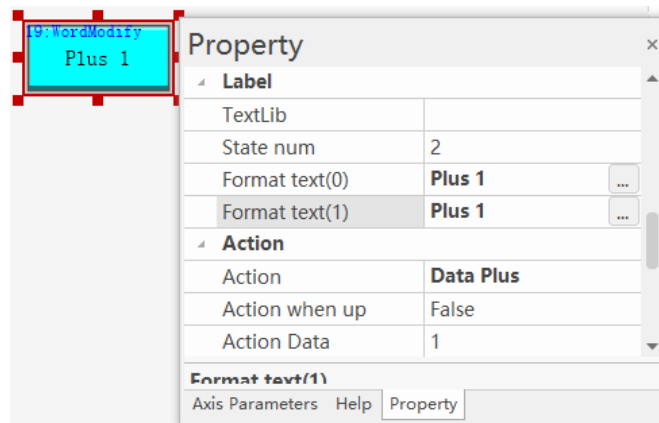 19:WordModify
Plus 1
Property
Label
TextLib
State num 2
Format text(0) Plus 1 ...
Format text(1) Plus 1 ...
Action
Action Data Plus
Action when up False
Action Data 1
Format text(1)
Axis Parameters Help Property